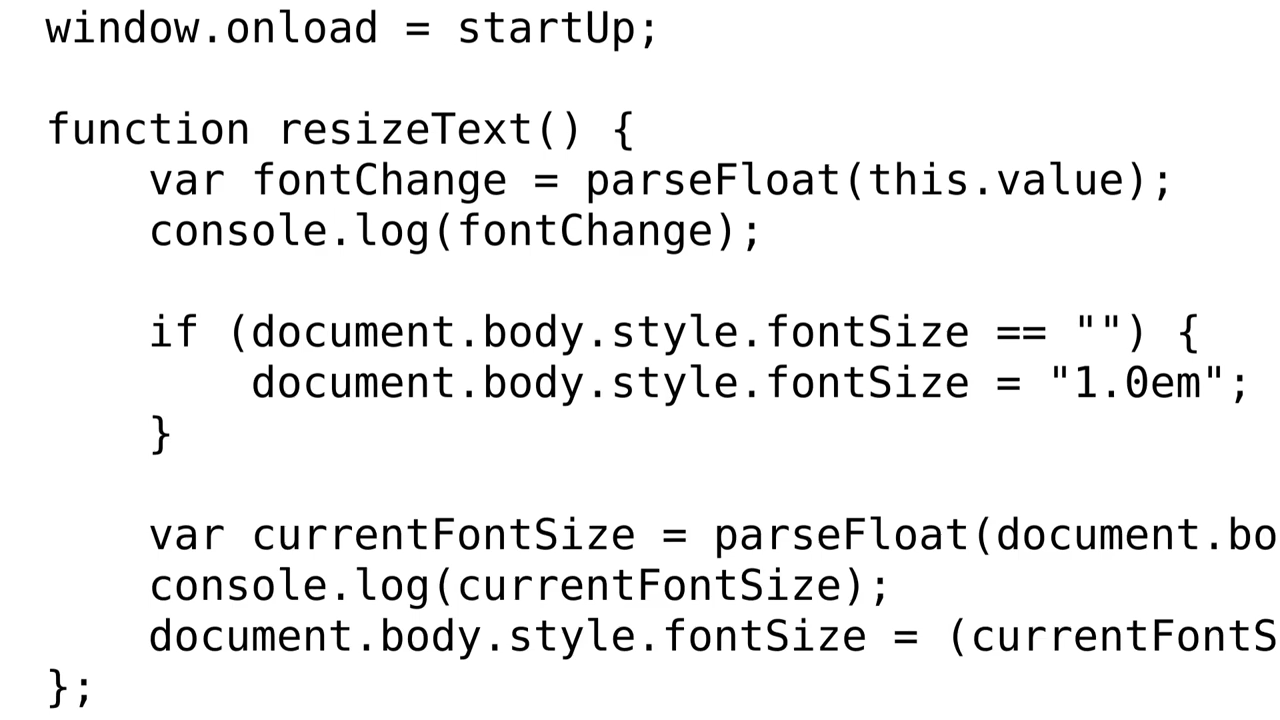 window.onload = startUp;

function resizeText() {
    var fontChange = parseFloat(this.value);
    console.log(fontChange);

    if (document.body.style.fontSize == "") {
        document.body.style.fontSize = "1.0em";
    }

    var currentFontSize = parseFloat(document.bo
    console.log(currentFontSize);
    document.body.style.fontSize = (currentFontS
};